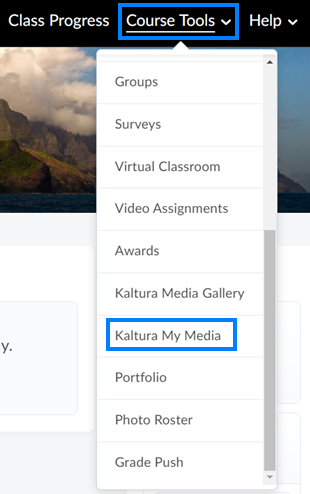 Class Progress Course Tools Help
Groups
Surveys
Virtual Classroom
Video Assignments
Awards
Kaltura Media Gallery
Kaltura My Media
y.
Portfolio
Photo Roster
Grade Push